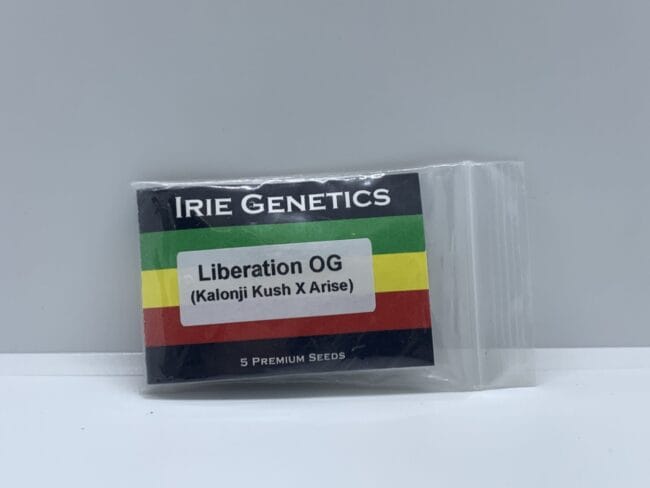 IRIE GENETICS
Liberation OG
(Kalonji Kush X Arise)
5 PREMIUM SEEDS